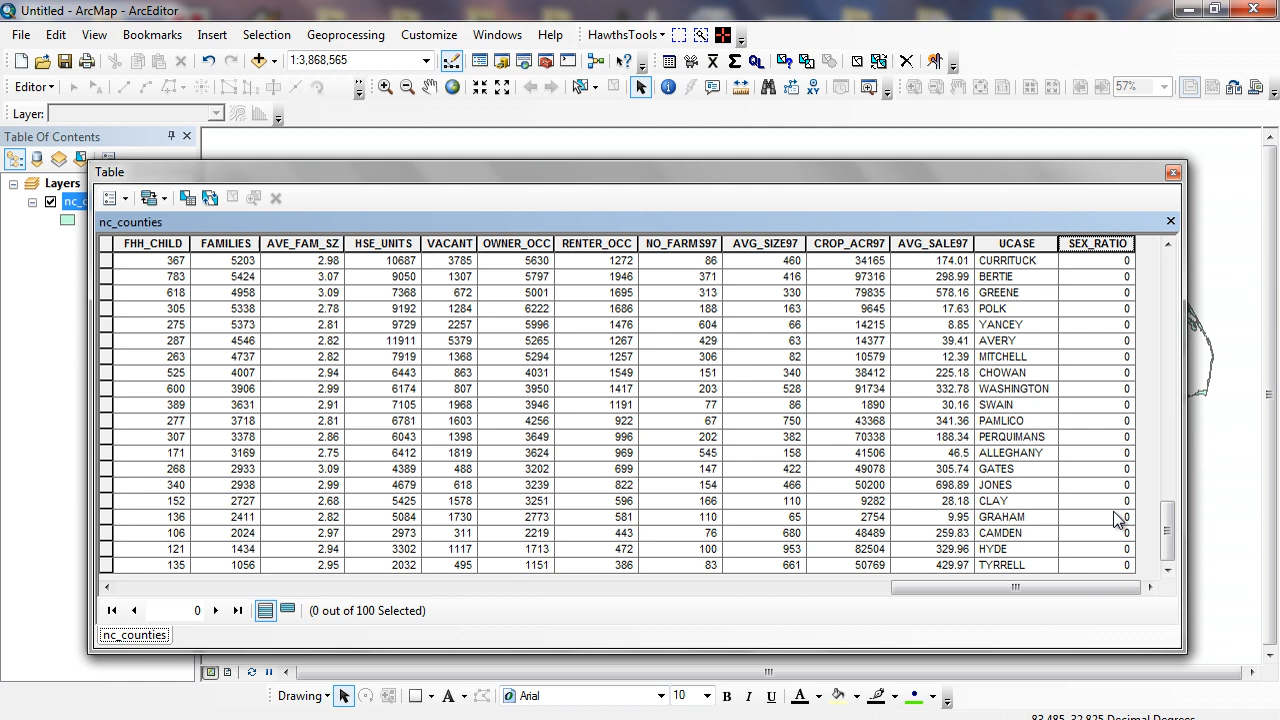 Untitled - ArcMap - ArcEditor
File Edit View Bookmarks Insert Selection Geoprocessing Customize Windows Help HawthsTools
1:3,868,565
Editor 57%
Layer:
Table Of Contents
Layers
nc_c
Table
nc_counties
FHH_CHILD FAMILIES AVE_FAM_SZ HSE_UNITS VACANT OWNER_OCC RENTER_OCC NO_FARMS97 AVG_SIZE97 CROP_ACR97 AVG_SALE97 UCASE SEX_RATIO
367 5203 2.98 10687 3785 5630 1272 86 460 34165 174.01 CURRITUCK 0
783 5424 3.07 9050 1307 5797 1946 371 416 97316 298.99 BERTIE 0
618 4958 3.09 7368 672 5001 1695 313 330 79835 578.16 GREENE 0
305 5338 2.78 9192 1284 6222 1686 188 163 9645 17.63 POLK 0
275 5373 2.81 9729 2257 5996 1476 604 66 14215 8.85 YANCEY 0
287 4546 2.82 11911 5379 5265 1267 429 63 14377 39.41 AVERY 0
263 4737 2.82 7919 1368 5294 1257 306 82 10579 12.39 MITCHELL 0
525 4007 2.94 6443 863 4031 1549 151 340 38412 225.18 CHOWAN 0
600 3906 2.99 6174 807 3950 1417 203 528 91734 332.78 WASHINGTON 0
389 3631 2.91 7105 1968 3946 1191 77 86 1890 30.16 SWAIN 0
277 3718 2.81 6781 1603 4256 922 67 750 43368 341.36 PAMLICO 0
307 3378 2.86 6043 1398 3649 996 202 382 70338 188.34 PERQUIMANS 0
171 3169 2.75 6412 1819 3624 969 545 158 41506 46.5 ALLEGHANY 0
268 2933 3.09 4389 488 3202 699 147 422 49078 305.74 GATES 0
340 2938 2.99 4679 618 3239 822 154 466 50200 698.89 JONES 0
152 2727 2.68 5425 1578 3251 596 166 110 9282 28.18 CLAY 0
136 2411 2.82 5084 1730 2773 581 110 65 2754 9.95 GRAHAM 0
106 2024 2.97 2973 311 2219 443 76 680 48489 259.83 CAMDEN 0
121 1434 2.94 3302 1117 1713 472 100 953 82504 329.96 HYDE 0
135 1056 2.95 2032 495 1151 386 83 661 50769 429.97 TYRRELL 0
0 (0 out of 100 Selected)
nc_counties
Drawing A Arial 10 B I U A